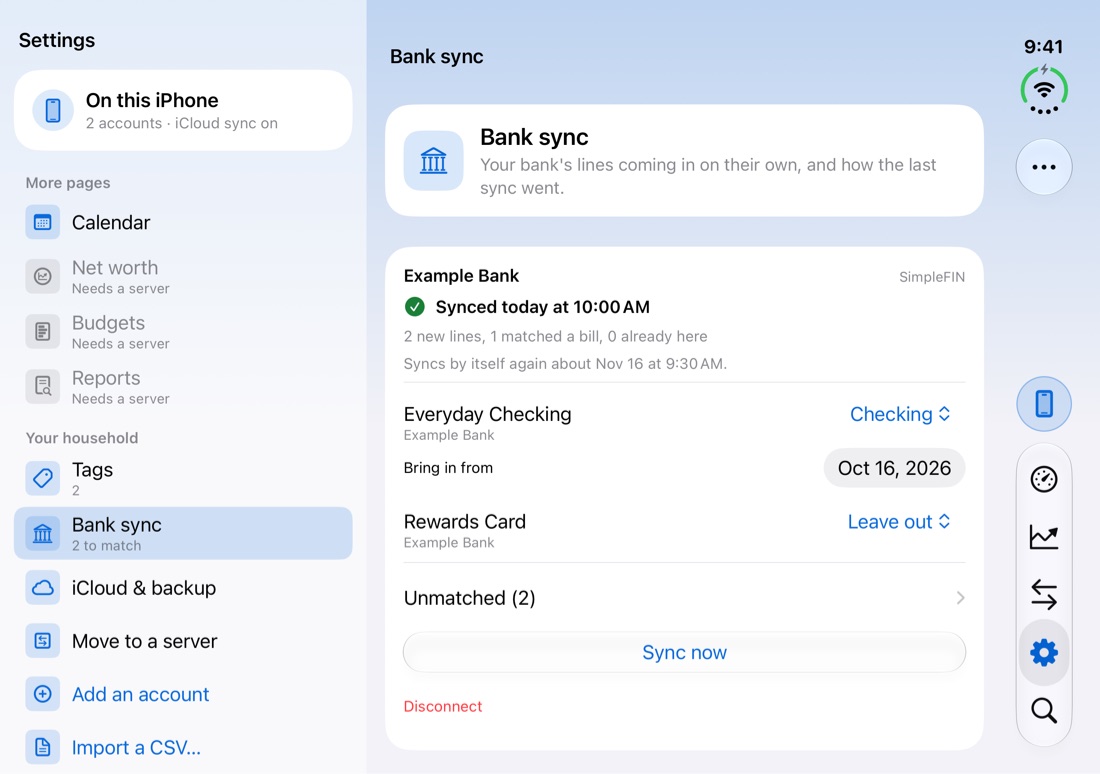 Settings
On this iPhone
2 accounts · iCloud sync on
More pages
Calendar
Net worth
Needs a server
Budgets
Needs a server
Reports
Needs a server
Your household
Tags
2
Bank sync
2 to match
iCloud & backup
Move to a server
Add an account
Import a CSV...
Bank sync
Bank sync
Your bank's lines coming in on their own, and how the last
sync went.
Example Bank
SimpleFIN
Synced today at 10:00 AM
2 new lines, 1 matched a bill, 0 already here
Syncs by itself again about Nov 16 at 9:30 AM.
Everyday Checking
Checking
Example Bank
Bring in from
Oct 16, 2026
Rewards Card
Leave out
Example Bank
Unmatched (2)
Sync now
Disconnect
9:41